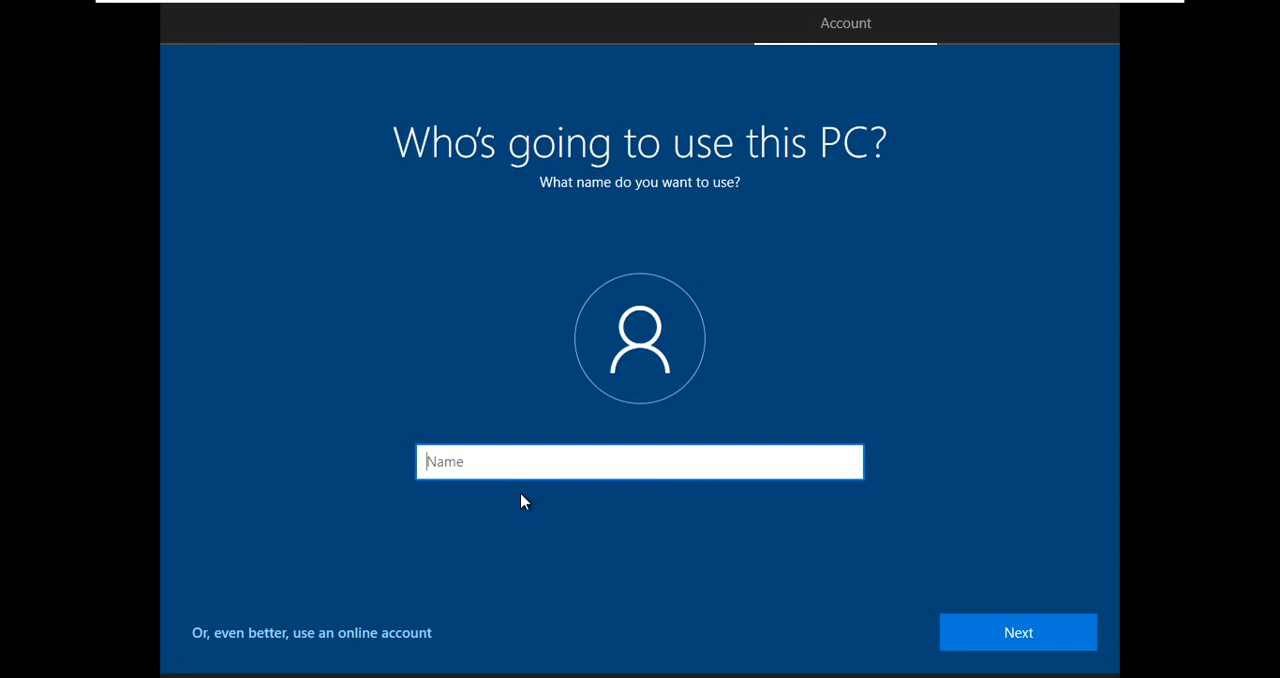 Account
Who's going to use this PC?
What name do you want to use?
Name
Or, even better, use an online account
Next